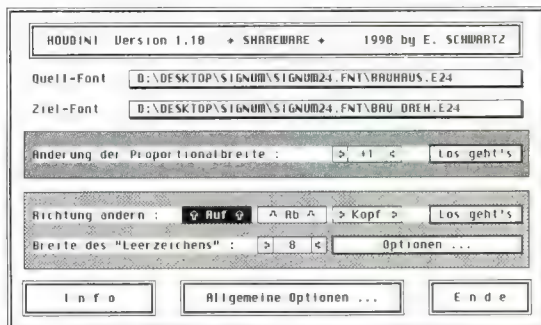 HOUDINI Version 1.10 ✦ SHAREWARE ✦ 1990 by E. SCHWARTZ
Quell-Font D:\DESKTOP\SIGNUM\SIGNUM24.FNT\BAUHAUS.E24
Ziel-Font D:\DESKTOP\SIGNUM\SIGNUM24.FNT\BAU DREH.E24
Änderung der Proportionalbreite : > +1 < Los geht's
Richtung ändern : ⇧ Auf ⇧ ^ Ab ^ > Kopf > Los geht's
Breite des "Leerzeichens" : > 8 < Optionen ...
Info Allgemeine Optionen ... Ende